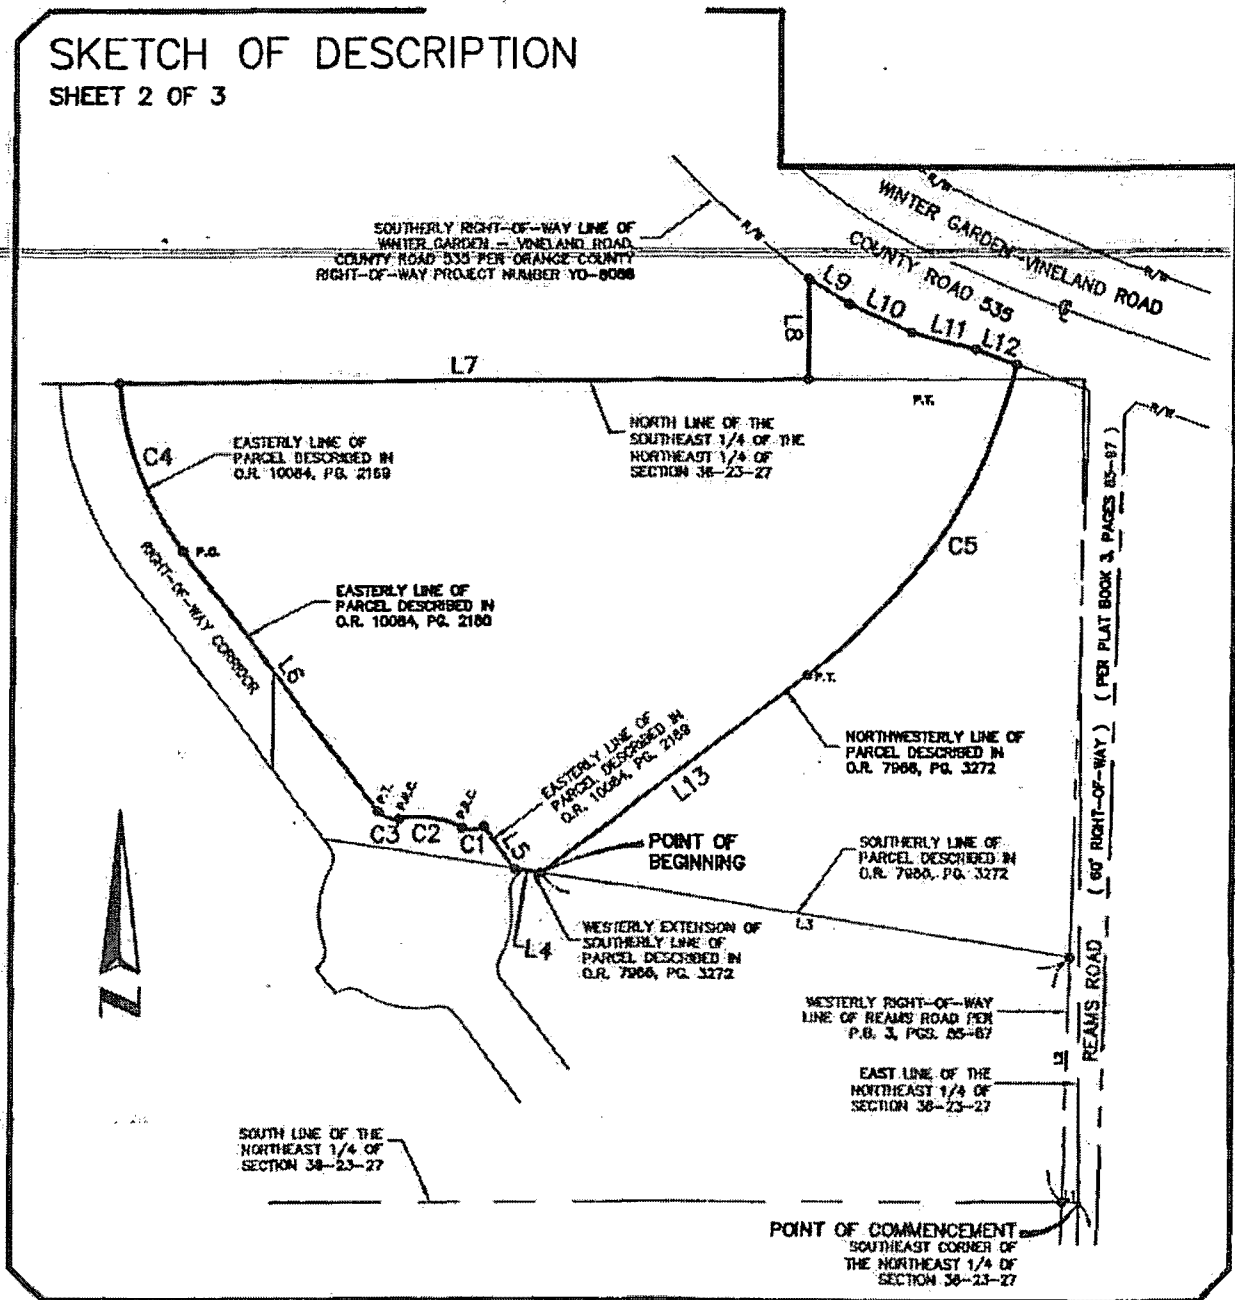 SKETCH OF DESCRIPTION
SHEET 2 OF 3
SOUTHERLY RIGHT-OF-WAY LINE OF
WINTER GARDEN - VINELAND ROAD
COUNTY ROAD 535 PER ORANGE COUNTY
RIGHT-OF-WAY PROJECT NUMBER
R/W
R/W
WINTER GARDEN-VINELAND ROAD
COUNTY ROAD 535
R/W
L9
L10
L11
L12
L8
L7
P.T.
R/W
NORTH LINE OF THE
SOUTHEAST 1/4 OF THE
NORTHEAST 1/4 OF
SECTION 36-23-27
C4
EASTERLY LINE OF
PARCEL DESCRIBED IN
O.R. 10084, PG. 2169
P.C.
RIGHT-OF-WAY CORRIDOR
EASTERLY LINE OF
PARCEL DESCRIBED IN
O.R. 10084, PG.
L6
C5
P.T.
NORTHWESTERLY LINE OF
PARCEL DESCRIBED IN
O.R. 7966, PG. 3272
EASTERLY LINE OF
PARCEL DESCRIBED IN
O.R. 10084, PG. 2169
L13
P.T.
P.R.C.
P.R.C.
C3
C2
C1
L5
POINT OF
BEGINNING
SOUTHERLY LINE OF
PARCEL DESCRIBED IN
O.R. 7966, PG. 3272
L3
L4
WESTERLY EXTENSION OF
SOUTHERLY LINE OF
PARCEL DESCRIBED IN
O.R. 7966, PG. 3272
Z
WESTERLY RIGHT-OF-WAY
LINE OF REAMS ROAD PER
P.B. 3, PGS. 85-87
L2
REAMS ROAD ( 60' RIGHT-OF-WAY ) ( PER PLAT BOOK 3, PAGES 85-87 )
EAST LINE OF THE
NORTHEAST 1/4 OF
SECTION 36-23-27
SOUTH LINE OF THE
NORTHEAST 1/4 OF
SECTION 36-23-27
L1
POINT OF COMMENCEMENT
SOUTHEAST CORNER OF
THE NORTHEAST 1/4 OF
SECTION 36-23-27